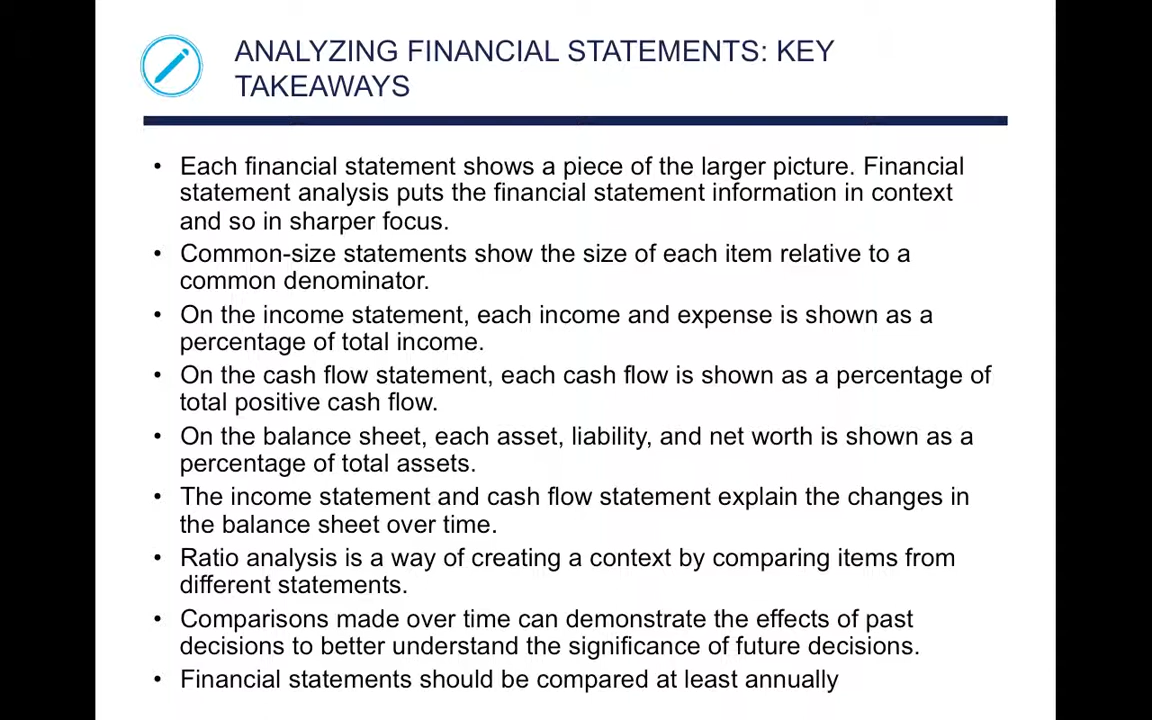 ANALYZING FINANCIAL STATEMENTS: KEY
TAKEAWAYS
• Each financial statement shows a piece of the larger picture. Financial
statement analysis puts the financial statement information in context
and so in sharper focus.
• Common-size statements show the size of each item relative to a
common denominator.
• On the income statement, each income and expense is shown as a
percentage of total income.
• On the cash flow statement, each cash flow is shown as a percentage of
total positive cash flow.
• On the balance sheet, each asset, liability, and net worth is shown as a
percentage of total assets.
• The income statement and cash flow statement explain the changes in
the balance sheet over time.
• Ratio analysis is a way of creating a context by comparing items from
different statements.
• Comparisons made over time can demonstrate the effects of past
decisions to better understand the significance of future decisions.
• Financial statements should be compared at least annually